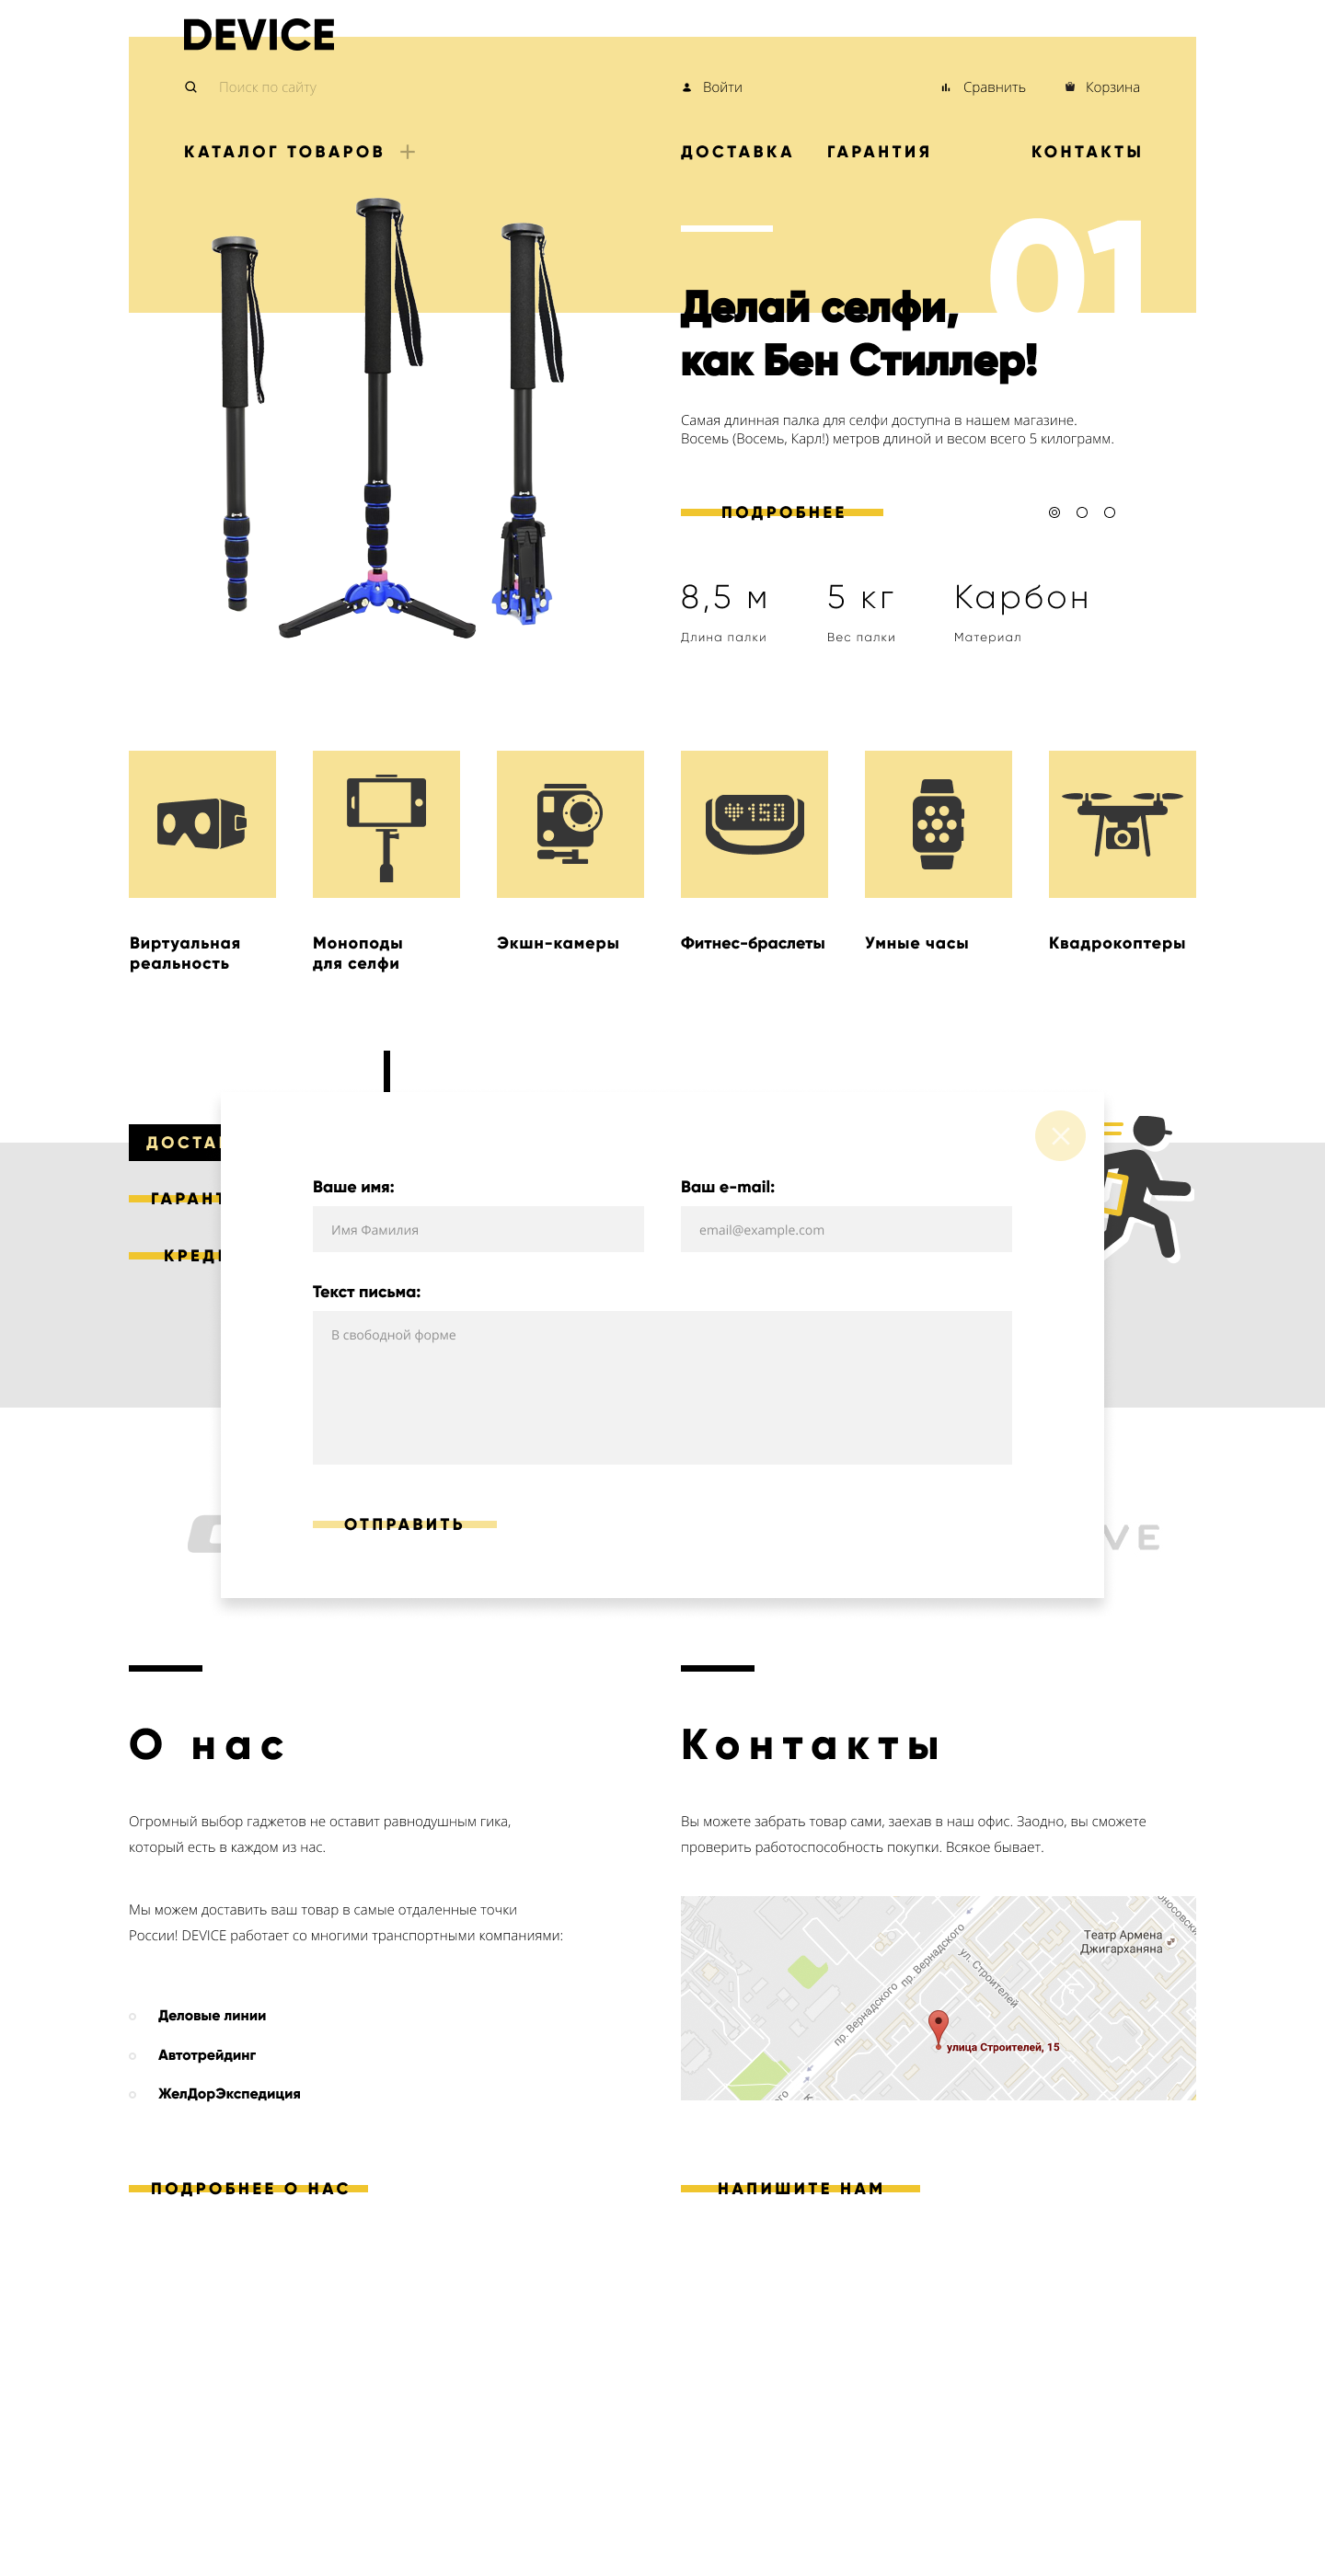 DEVICE
Поиск по сайту
Войти
Сравнить
Корзина
КАТАЛОГ ТОВАРОВ
ДОСТАВКА
ГАРАНТИЯ
КОНТАКТЫ
01
Делай селфи,
как Бен Стиллер!
Самая длинная палка для селфи доступна в нашем магазине.
Восемь (Восемь, Карл!) метров длиной и весом всего 5 килограмм.
ПОДРОБНЕЕ
8,5 м
5 кг
Карбон
Длина палки
Вес палки
Материал
150
Виртуальная
реальность
Моноподы
для селфи
Экшн-камеры
Фитнес-браслеты
Умные часы
Квадрокоптеры
Ваше имя:
Ваш e-mail:
Имя Фамилия
email@example.com
Текст письма:
В свободной форме
ОТПРАВИТЬ
VE
О нас
Контакты
Огромный выбор гаджетов не оставит равнодушным гика,
который есть в каждом из нас.
Вы можете забрать товар сами, заехав в наш офис. Заодно, вы сможете
проверить работоспособность покупки. Всякое бывает.
Мы можем доставить ваш товар в самые отдаленные точки
России! DEVICE работает со многими транспортными компаниями:
Деловые линии
Автотрейдинг
ЖелДорЭкспедиция
Театр Армена
Джигарханяна
пр. Вернадского
ул. Строителей
пр. Вернадского
улица Строителей, 15
ПОДРОБНЕЕ О НАС
НАПИШИТЕ НАМ